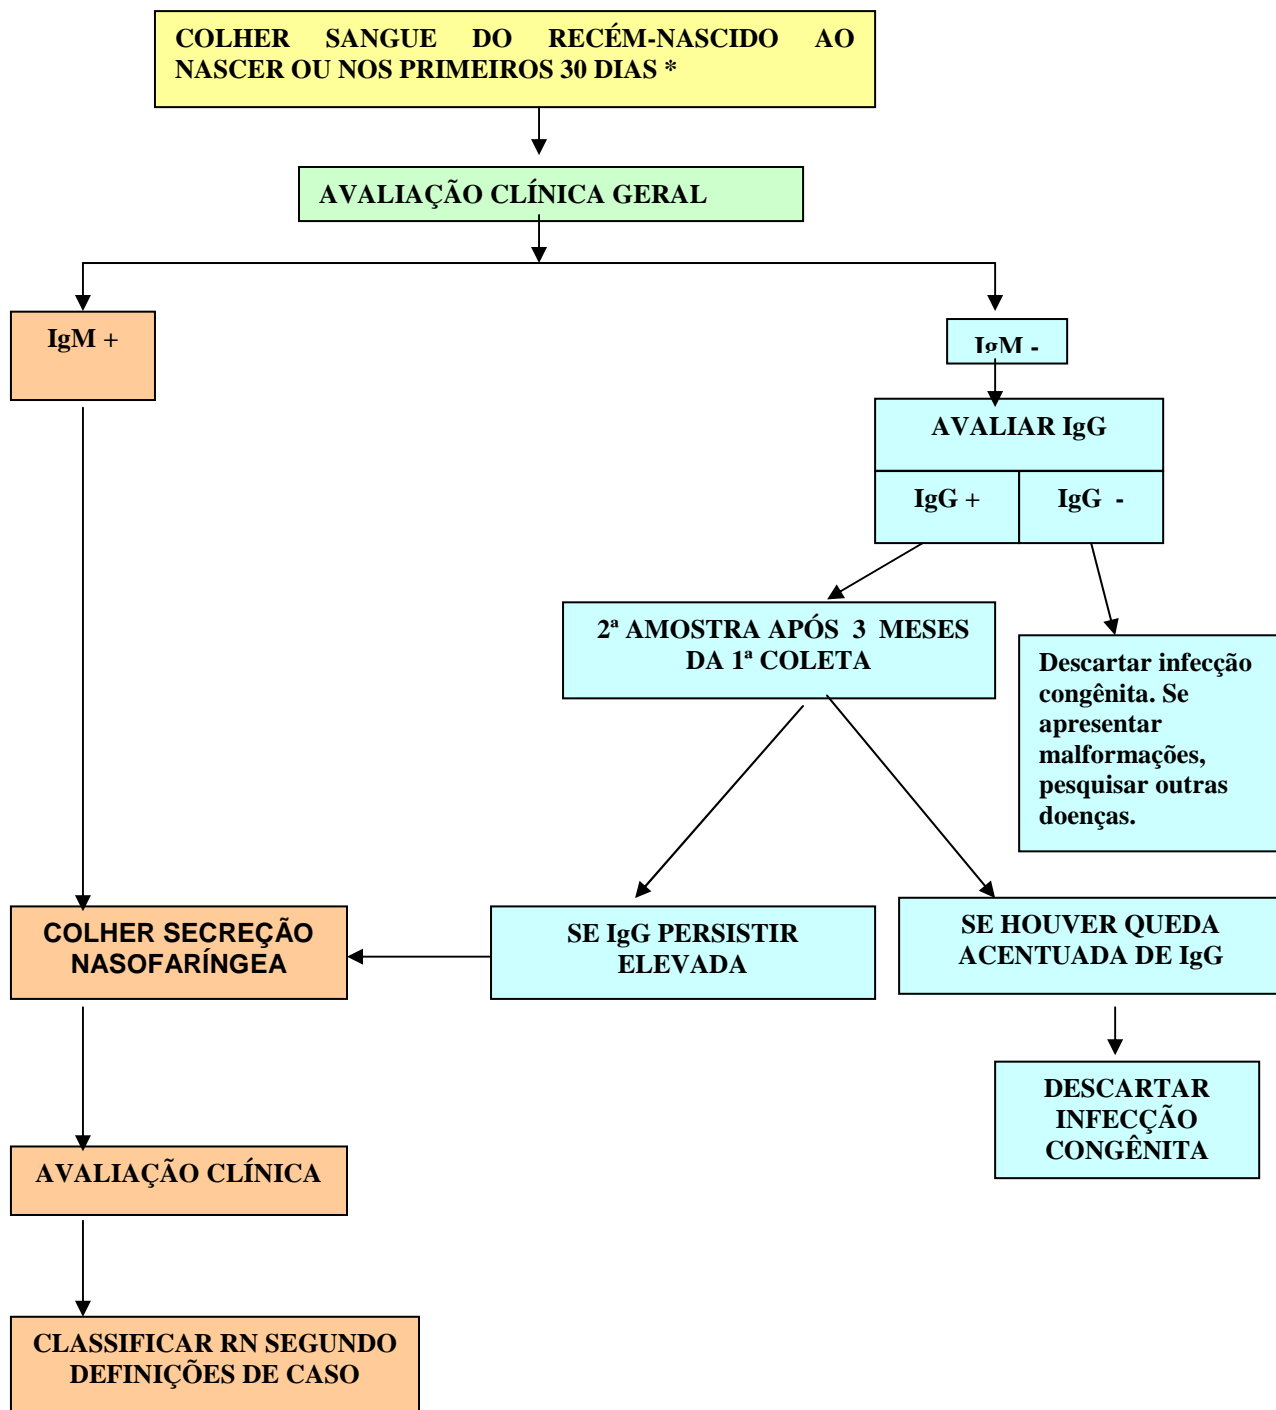 COLHER SANGUE DO RECÉM-NASCIDO AO
NASCER OU NOS PRIMEIROS 30 DIAS *
AVALIAÇÃO CLÍNICA GERAL
IgM +
IgM -
AVALIAR IgG
IgG +
IgG -
2ª AMOSTRA APÓS 3 MESES
DA 1ª COLETA
Descartar infecção
congênita. Se
apresentar
malformações,
pesquisar outras
doenças.
COLHER SECREÇÃO
NASOFARÍNGEA
SE IgG PERSISTIR
ELEVADA
SE HOUVER QUEDA
ACENTUADA DE IgG
DESCARTAR
INFECÇÃO
CONGÊNITA
AVALIAÇÃO CLÍNICA
CLASSIFICAR RN SEGUNDO
DEFINIÇÕES DE CASO